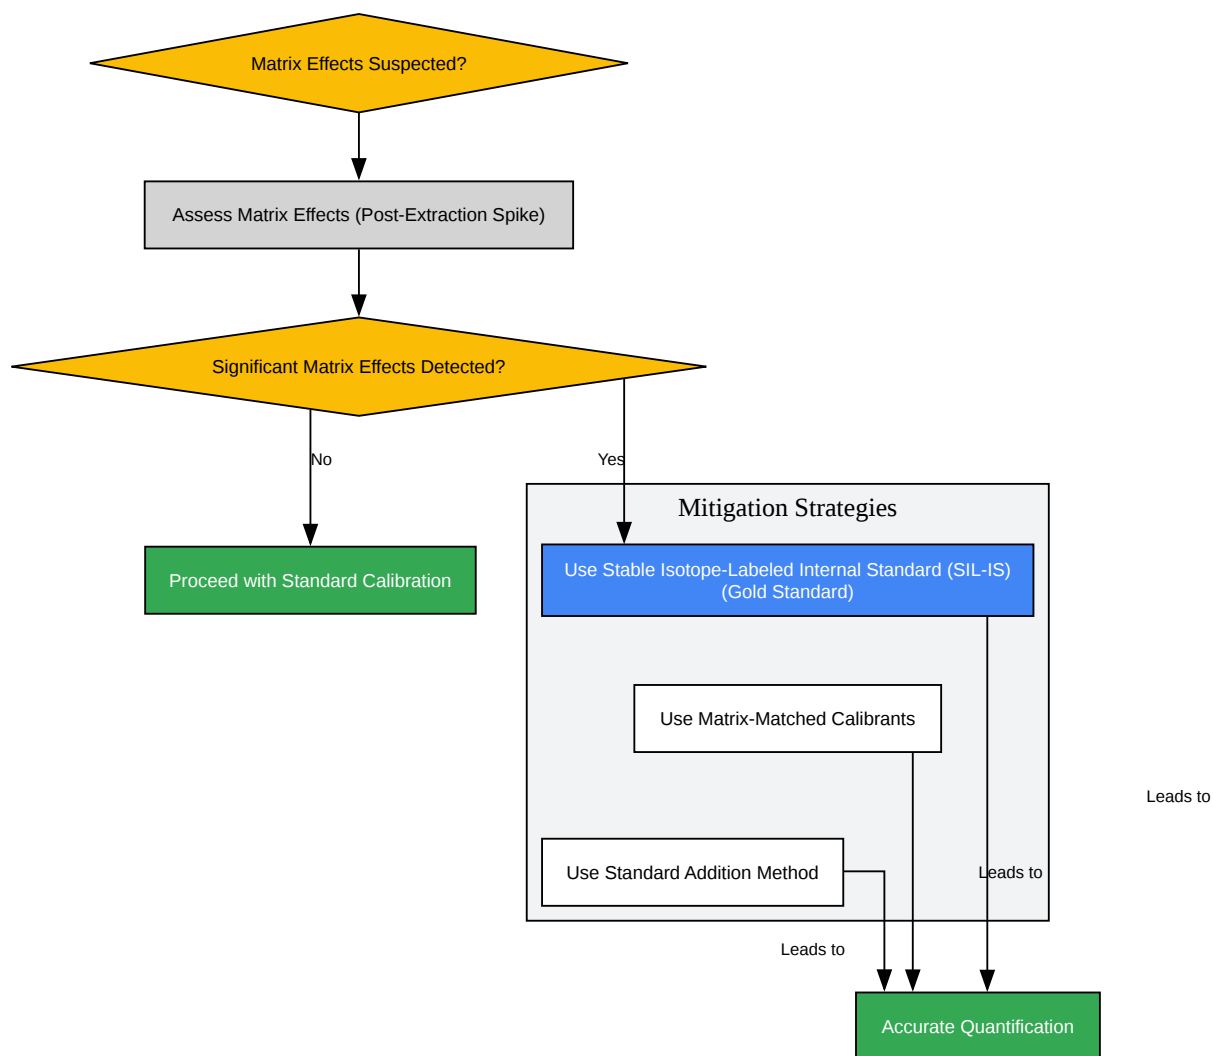 Matrix Effects Suspected?
Assess Matrix Effects (Post-Extraction Spike)
Significant Matrix Effects Detected?
No
Yes
Mitigation Strategies
Proceed with Standard Calibration
Use Stable Isotope-Labeled Internal Standard (SIL-IS)
(Gold Standard)
Use Matrix-Matched Calibrants
Leads to
Use Standard Addition Method
Leads to
Leads to
Accurate Quantification